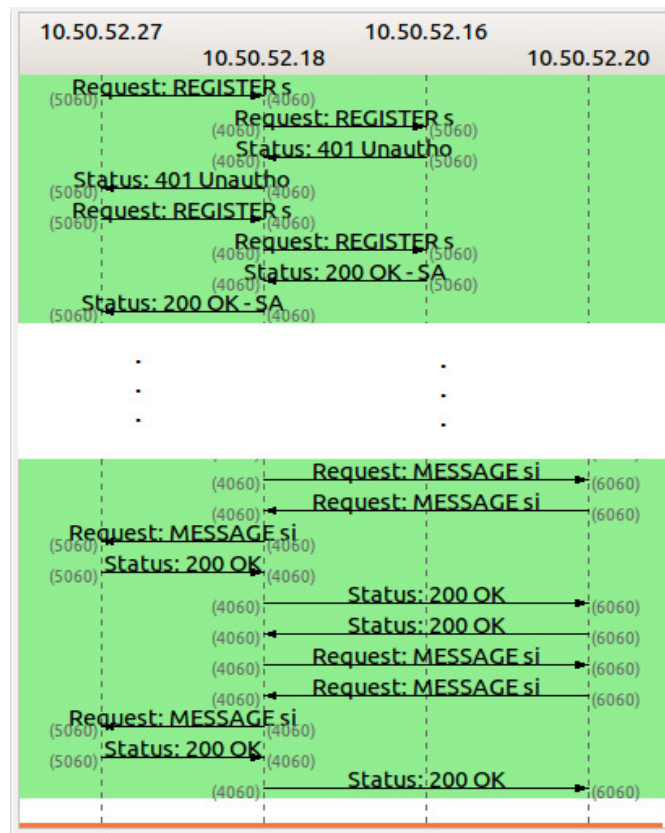 10.50.52.27 10.50.52.16
10.50.52.18 10.50.52.20
Request: REGISTER s
(5060) (4060)
Request: REGISTER s
(4060) (5060)
Status: 401 Unautho
(4060) (5060)
Status: 401 Unautho
(5060) (4060)
Request: REGISTER s
(5060) (4060)
Request: REGISTER s
(4060) (5060)
Status: 200 OK - SA
(4060) (5060)
Status: 200 OK - SA
(5060) (4060)
Request: MESSAGE si
(4060) (6060)
Request: MESSAGE si
(4060) (6060)
Request: MESSAGE si
(5060) (4060)
Status: 200 OK
(5060) (4060)
Status: 200 OK
(4060) (6060)
Status: 200 OK
(4060) (6060)
Request: MESSAGE si
(4060) (6060)
Request: MESSAGE si
(4060) (6060)
Request: MESSAGE si
(5060) (4060)
Status: 200 OK
(5060) (4060)
Status: 200 OK
(4060) (6060)